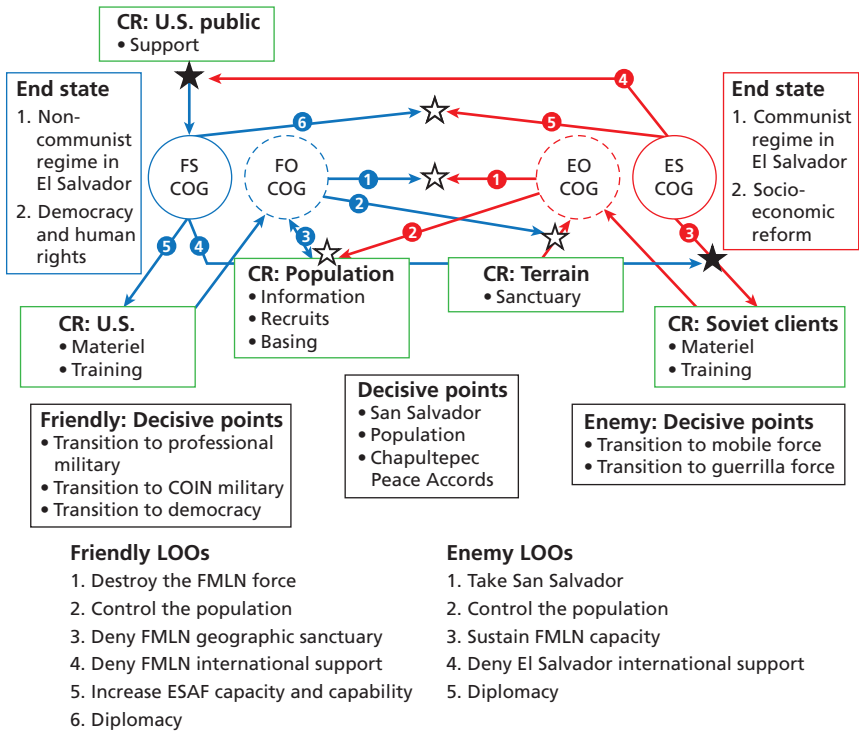 CR: U.S. public
• Support
End state
1. Non-
communist
regime in
El Salvador
2. Democracy
and human
rights
4
6
5
End state
1. Communist
regime in
El Salvador
2. Socio-
economic
reform
FS
COG
FO
COG
EO
COG
ES
COG
1
1
2
2
3
3
5
4
CR: Population
• Information
• Recruits
• Basing
CR: Terrain
• Sanctuary
CR: U.S.
• Materiel
• Training
CR: Soviet clients
• Materiel
• Training
Friendly: Decisive points
• Transition to professional
military
• Transition to COIN military
• Transition to democracy
Decisive points
• San Salvador
• Population
• Chapultepec
Peace Accords
Enemy: Decisive points
• Transition to mobile force
• Transition to guerrilla force
Friendly LOOs
1. Destroy the FMLN force
2. Control the population
3. Deny FMLN geographic sanctuary
4. Deny FMLN international support
5. Increase ESAF capacity and capability
6. Diplomacy
Enemy LOOs
1. Take San Salvador
2. Control the population
3. Sustain FMLN capacity
4. Deny El Salvador international support
5. Diplomacy